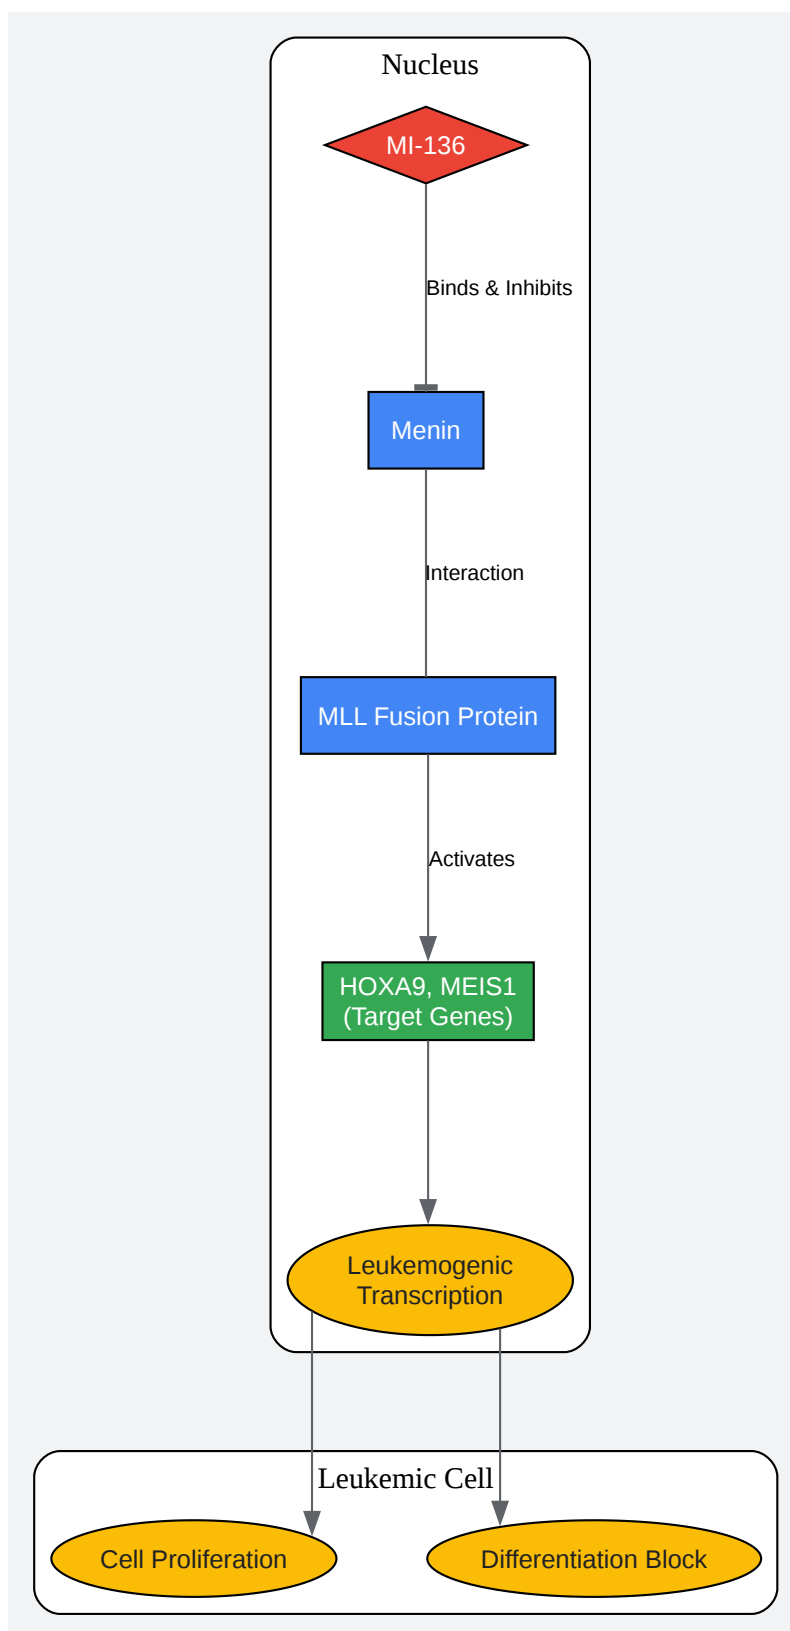 Nucleus
MI-136
Binds & Inhibits
Menin
Interaction
MLL Fusion Protein
Activates
HOXA9, MEIS1
(Target Genes)
Leukemogenic
Transcription
Leukemic Cell
Cell Proliferation
Differentiation Block